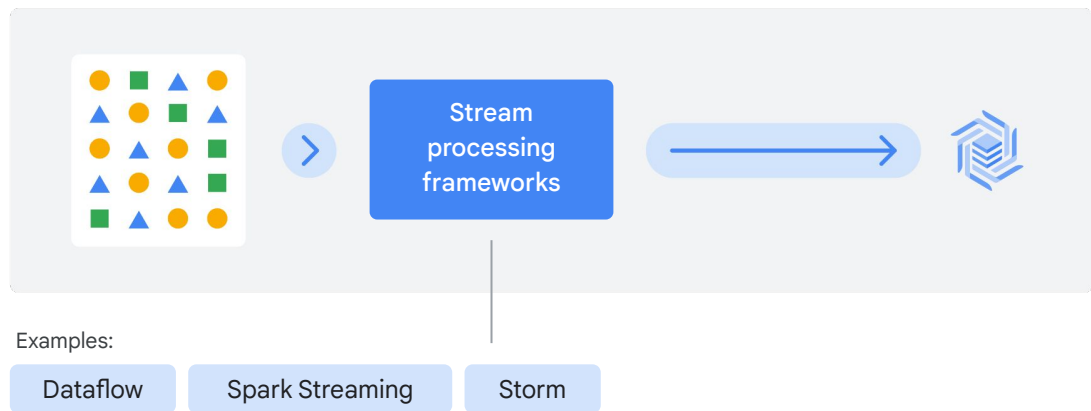 Stream
processing
frameworks
Examples:
Dataflow
Spark Streaming
Storm